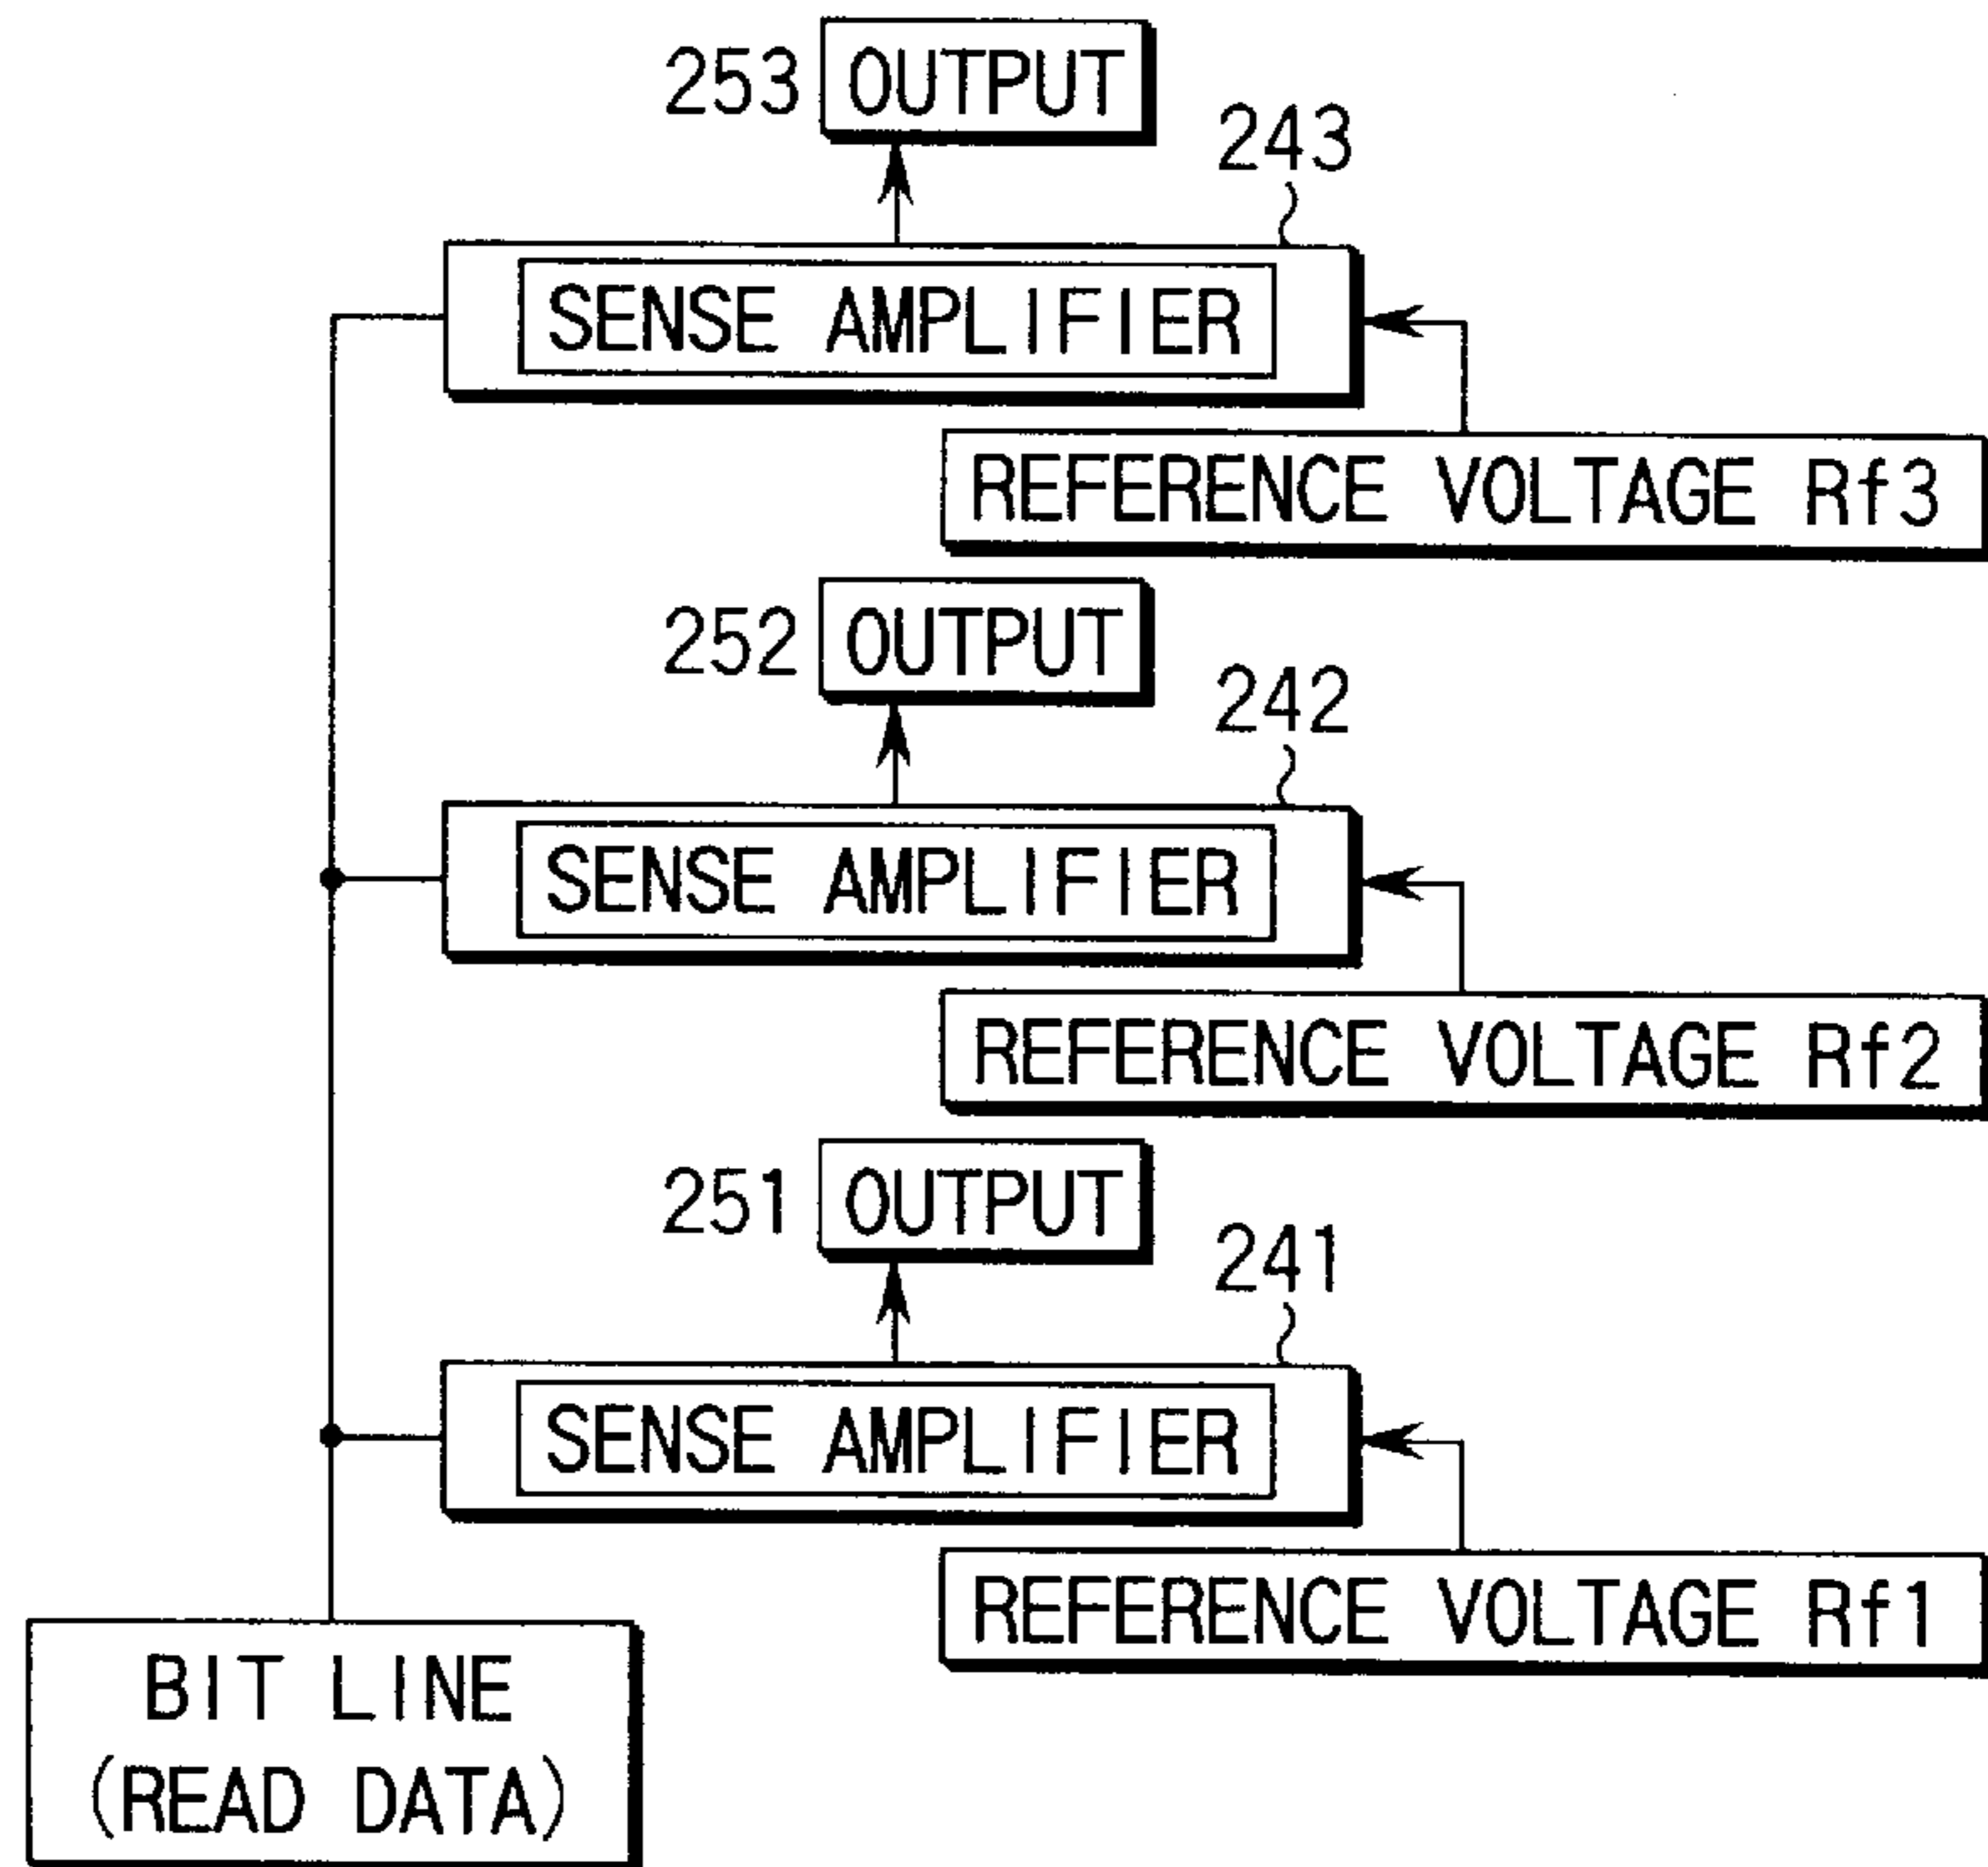 253 OUTPUT
243
SENSE AMPLIFIER
REFERENCE VOLTAGE Rf3
252 OUTPUT
242
SENSE AMPLIFIER
REFERENCE VOLTAGE Rf2
251 OUTPUT
241
SENSE AMPLIFIER
REFERENCE VOLTAGE Rf1
BIT LINE
(READ DATA)